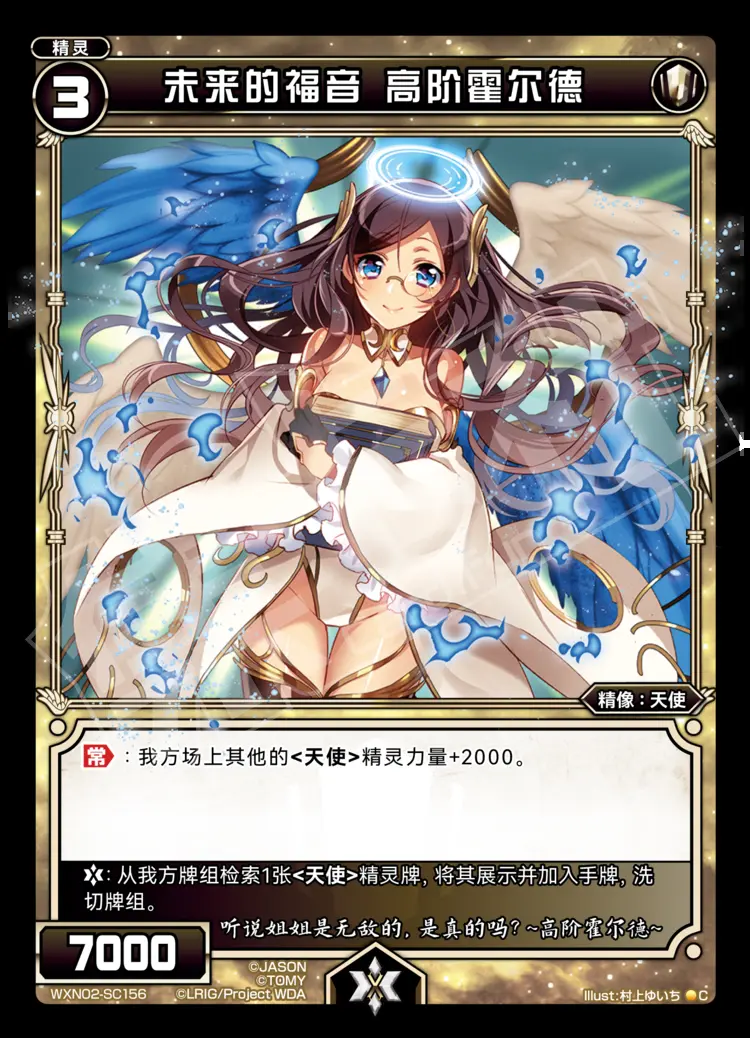 精灵
3
未来的福音 高阶霍尔德
精像：天使
常：我方场上其他的<天使>精灵力量+2000。
：从我方牌组检索1张<天使>精灵牌, 将其展示并加入手牌, 洗
切牌组。
听说姐姐是无敌的, 是真的吗？~高阶霍尔德~
7000
©JASON
©TOMY
WXN02-SC156 ©LRIG/Project WDA
Illust:村上ゆいち C